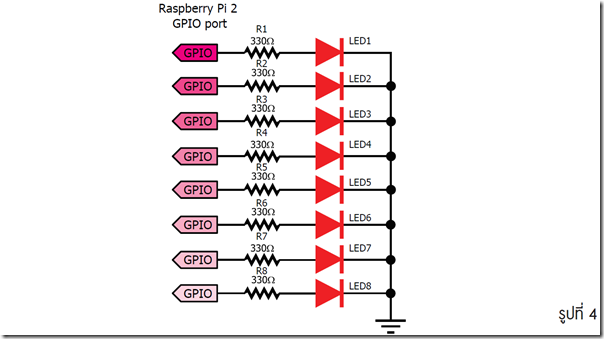 Raspberry Pi 2
GPIO port
R1
330Ω
GPIO
LED1
R2
330Ω
GPIO
LED2
R3
330Ω
GPIO
LED3
R4
330Ω
GPIO
LED4
R5
330Ω
GPIO
LED5
R6
330Ω
GPIO
LED6
R7
330Ω
GPIO
LED7
R8
330Ω
GPIO
LED8
รูปที่ 4